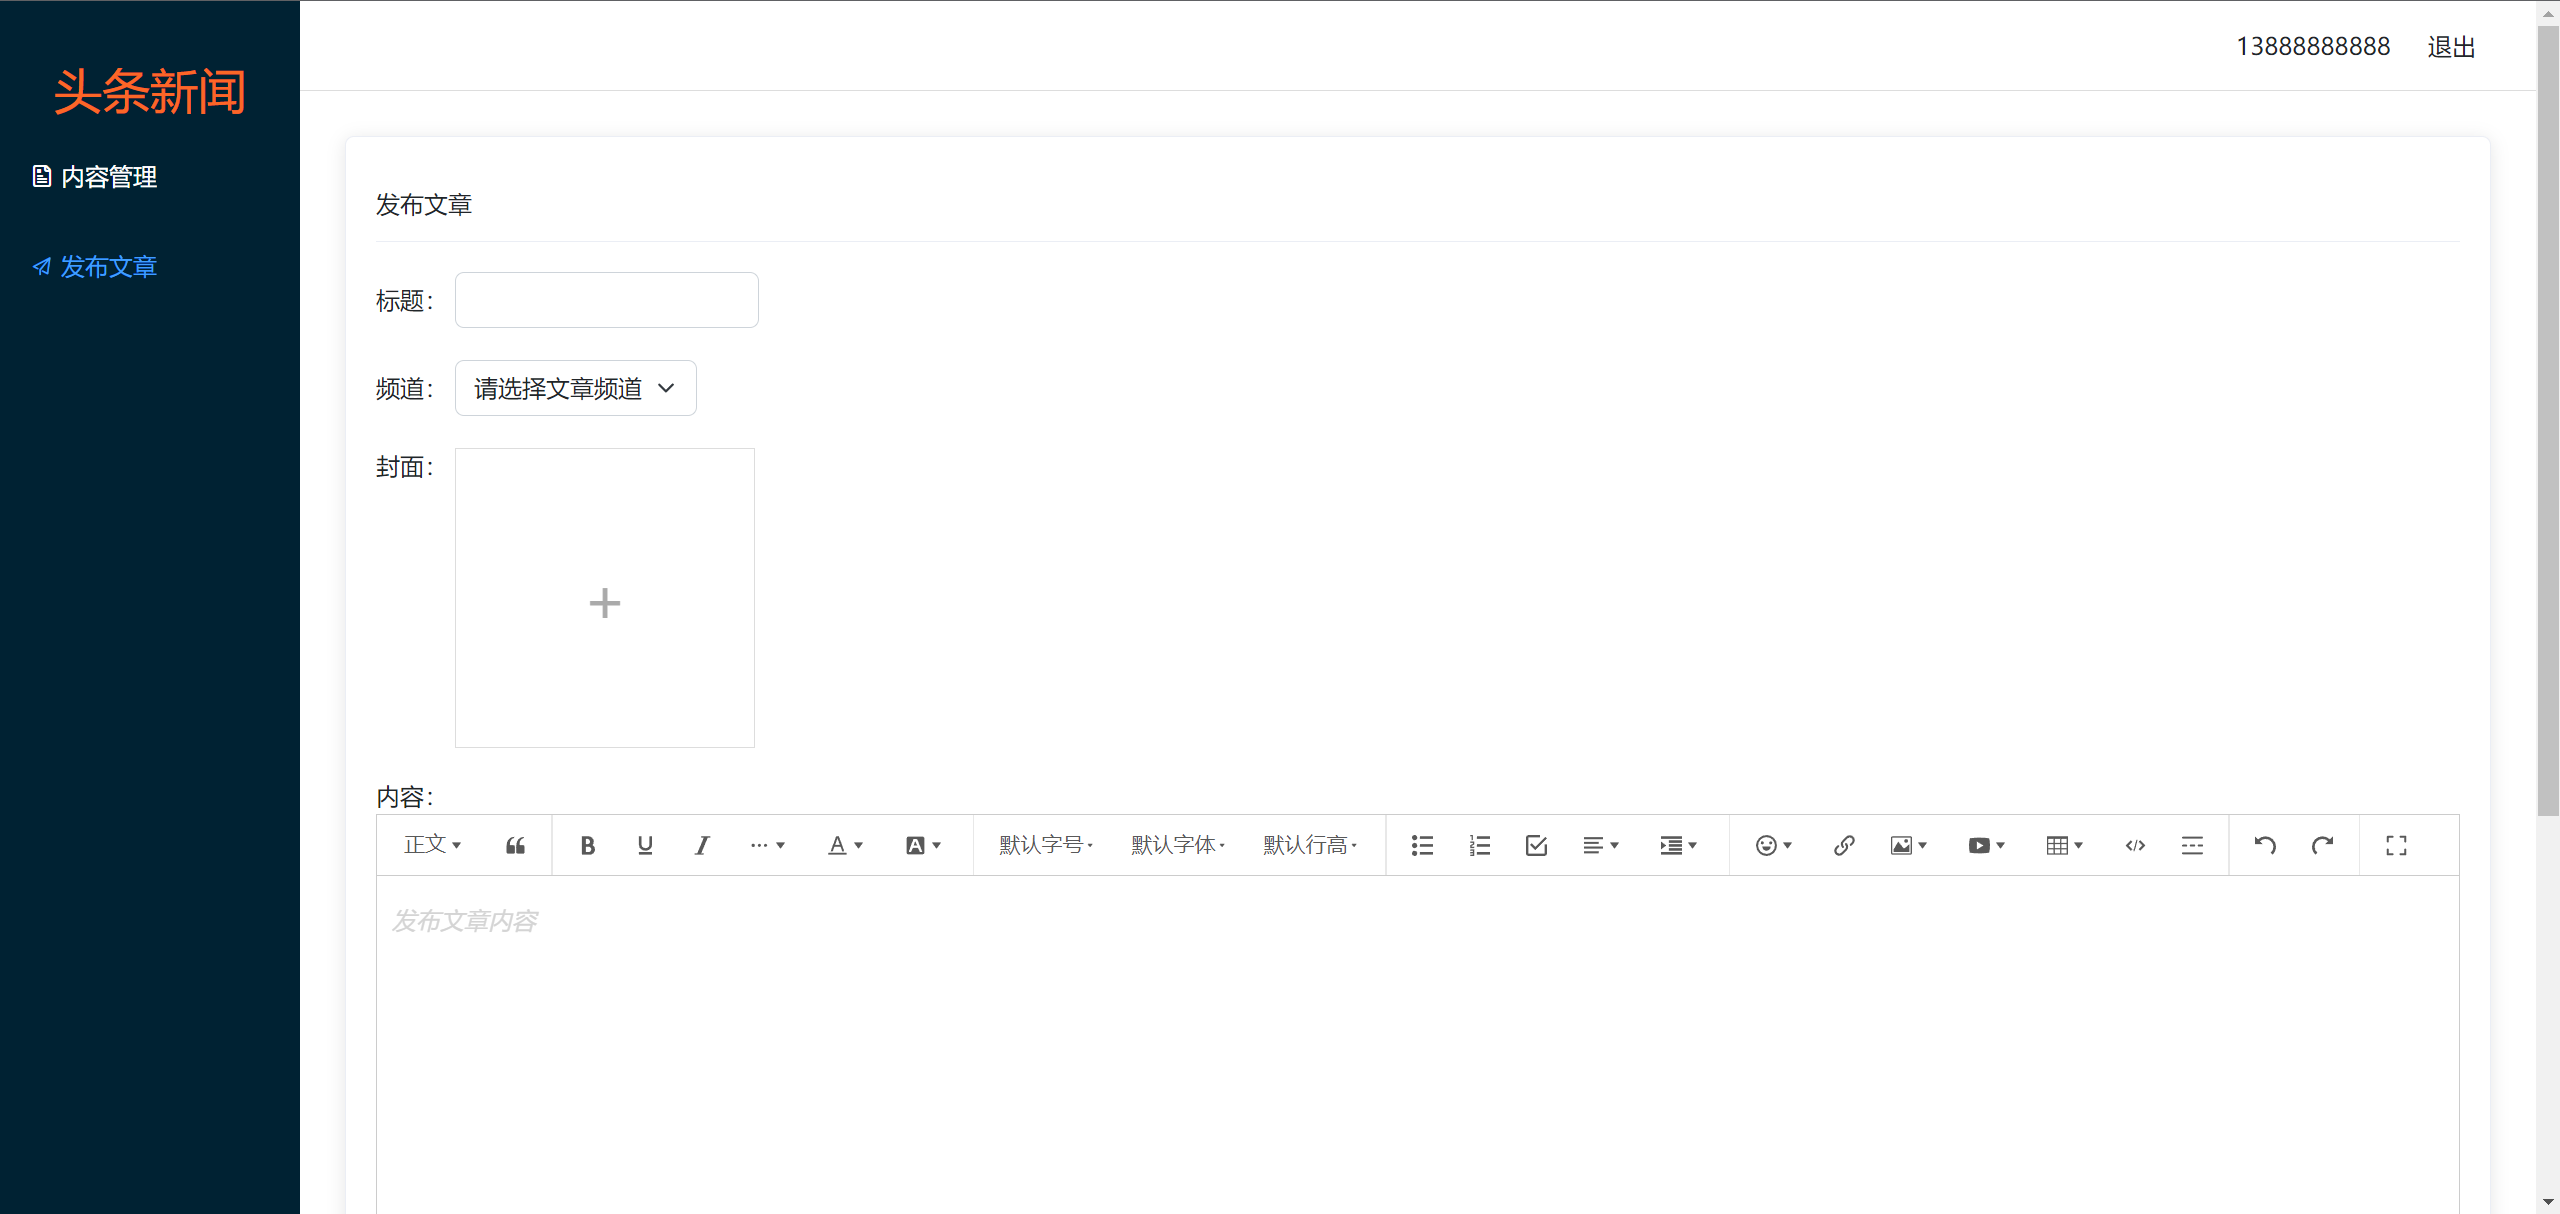 13888888888 退出
头条新闻
内容管理
发布文章
发布文章
标题：
频道： 请选择文章频道
封面：
内容：
正文 B U I A A 默认字号 默认字体 默认行高
发布文章内容